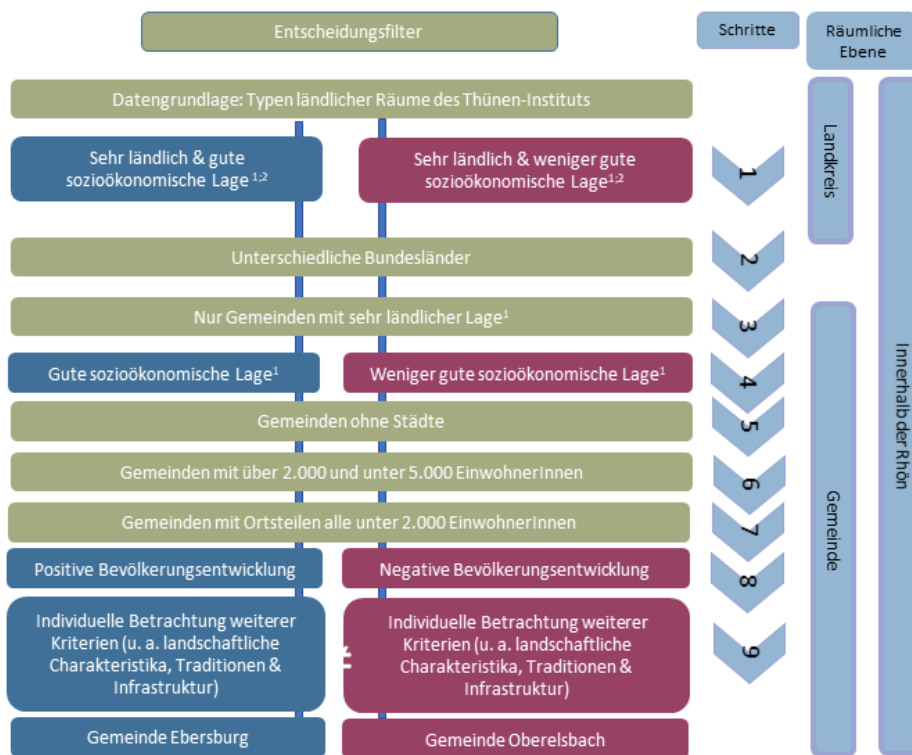 Entscheidungsfilter
Schritte
Räumliche
Ebene
Datengrundlage: Typen ländlicher Räume des Thünen-Instituts
Sehr ländlich & gute
sozioökonomische Lage 1;2
Sehr ländlich & weniger gute
sozioökonomische Lage1;2
1
Landkreis
Unterschiedliche Bundesländer
2
Nur Gemeinden mit sehr ländlicher Lage1
3
Gute sozioökonomische Lage1
Weniger gute sozioökonomische Lage1
4
Gemeinden ohne Städte
5
Gemeinden mit über 2.000 und unter 5.000 EinwohnerInnen
6
Gemeinden mit Ortsteilen alle unter 2.000 EinwohnerInnen
7
Positive Bevölkerungsentwicklung
Negative Bevölkerungsentwicklung
8
Individuelle Betrachtung weiterer
Kriterien (u. a. landschaftliche
Charakteristika, Traditionen &
Infrastruktur)
Individuelle Betrachtung weiterer
Kriterien (u. a. landschaftliche
Charakteristika, Traditionen &
Infrastruktur)
9
Gemeinde Ebersburg
Gemeinde Oberelsbach
Gemeinde
Innerhalb der Rhön